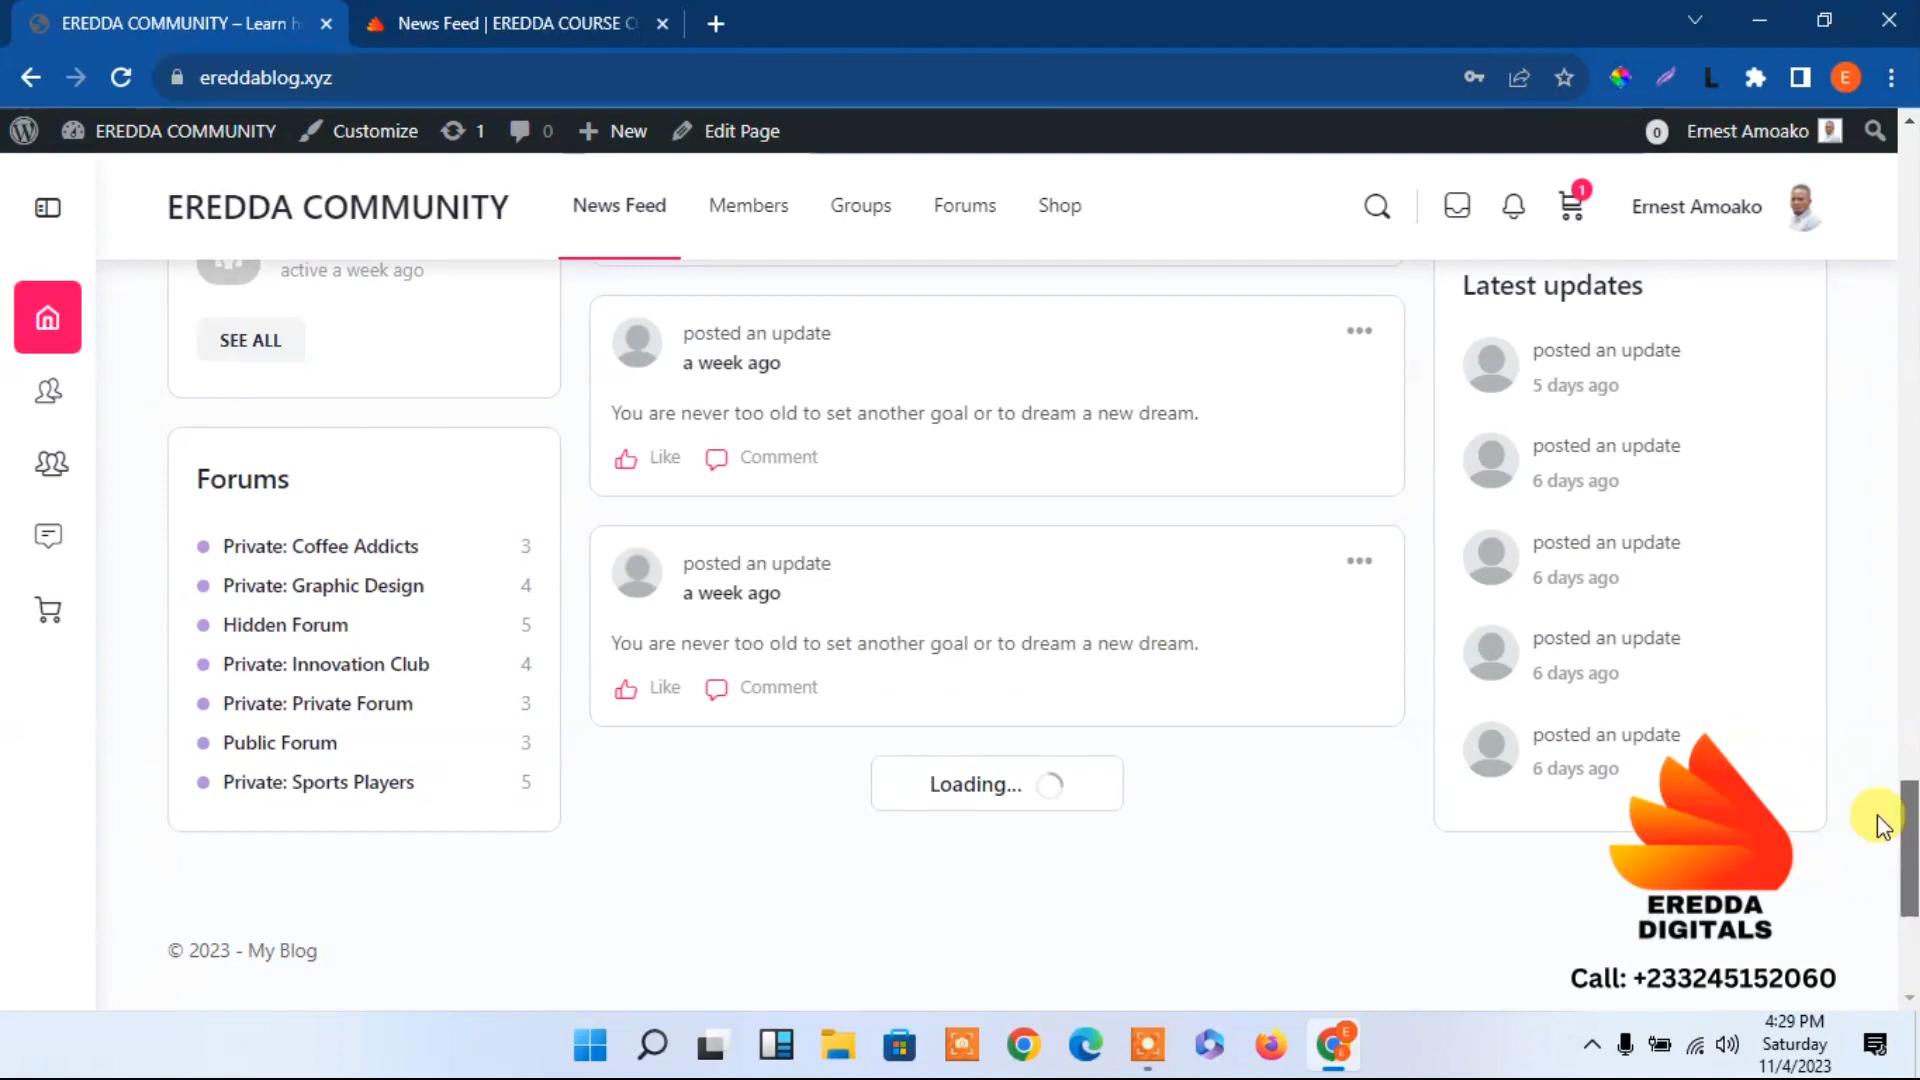 EREDDA COMMUNITY – Learn h
News Feed | EREDDA COURSE C
ereddablog.xyz
E
EREDDA COMMUNITY
Customize
1
0
New
Edit Page
0
Ernest Amoako
EREDDA COMMUNITY
News Feed
Members
Groups
Forums
Shop
1
Ernest Amoako
active a week ago
SEE ALL
Forums
Private: Coffee Addicts 3
Private: Graphic Design 4
Hidden Forum 5
Private: Innovation Club 4
Private: Private Forum 3
Public Forum 3
Private: Sports Players 5
posted an update
a week ago
You are never too old to set another goal or to dream a new dream.
Like Comment
posted an update
a week ago
You are never too old to set another goal or to dream a new dream.
Like Comment
Loading...
Latest updates
posted an update
5 days ago
posted an update
6 days ago
posted an update
6 days ago
posted an update
6 days ago
posted an update
6 days ago
EREDDA
DIGITALS
Call: +233245152060
© 2023 - My Blog
4:29 PM
Saturday
11/4/2023